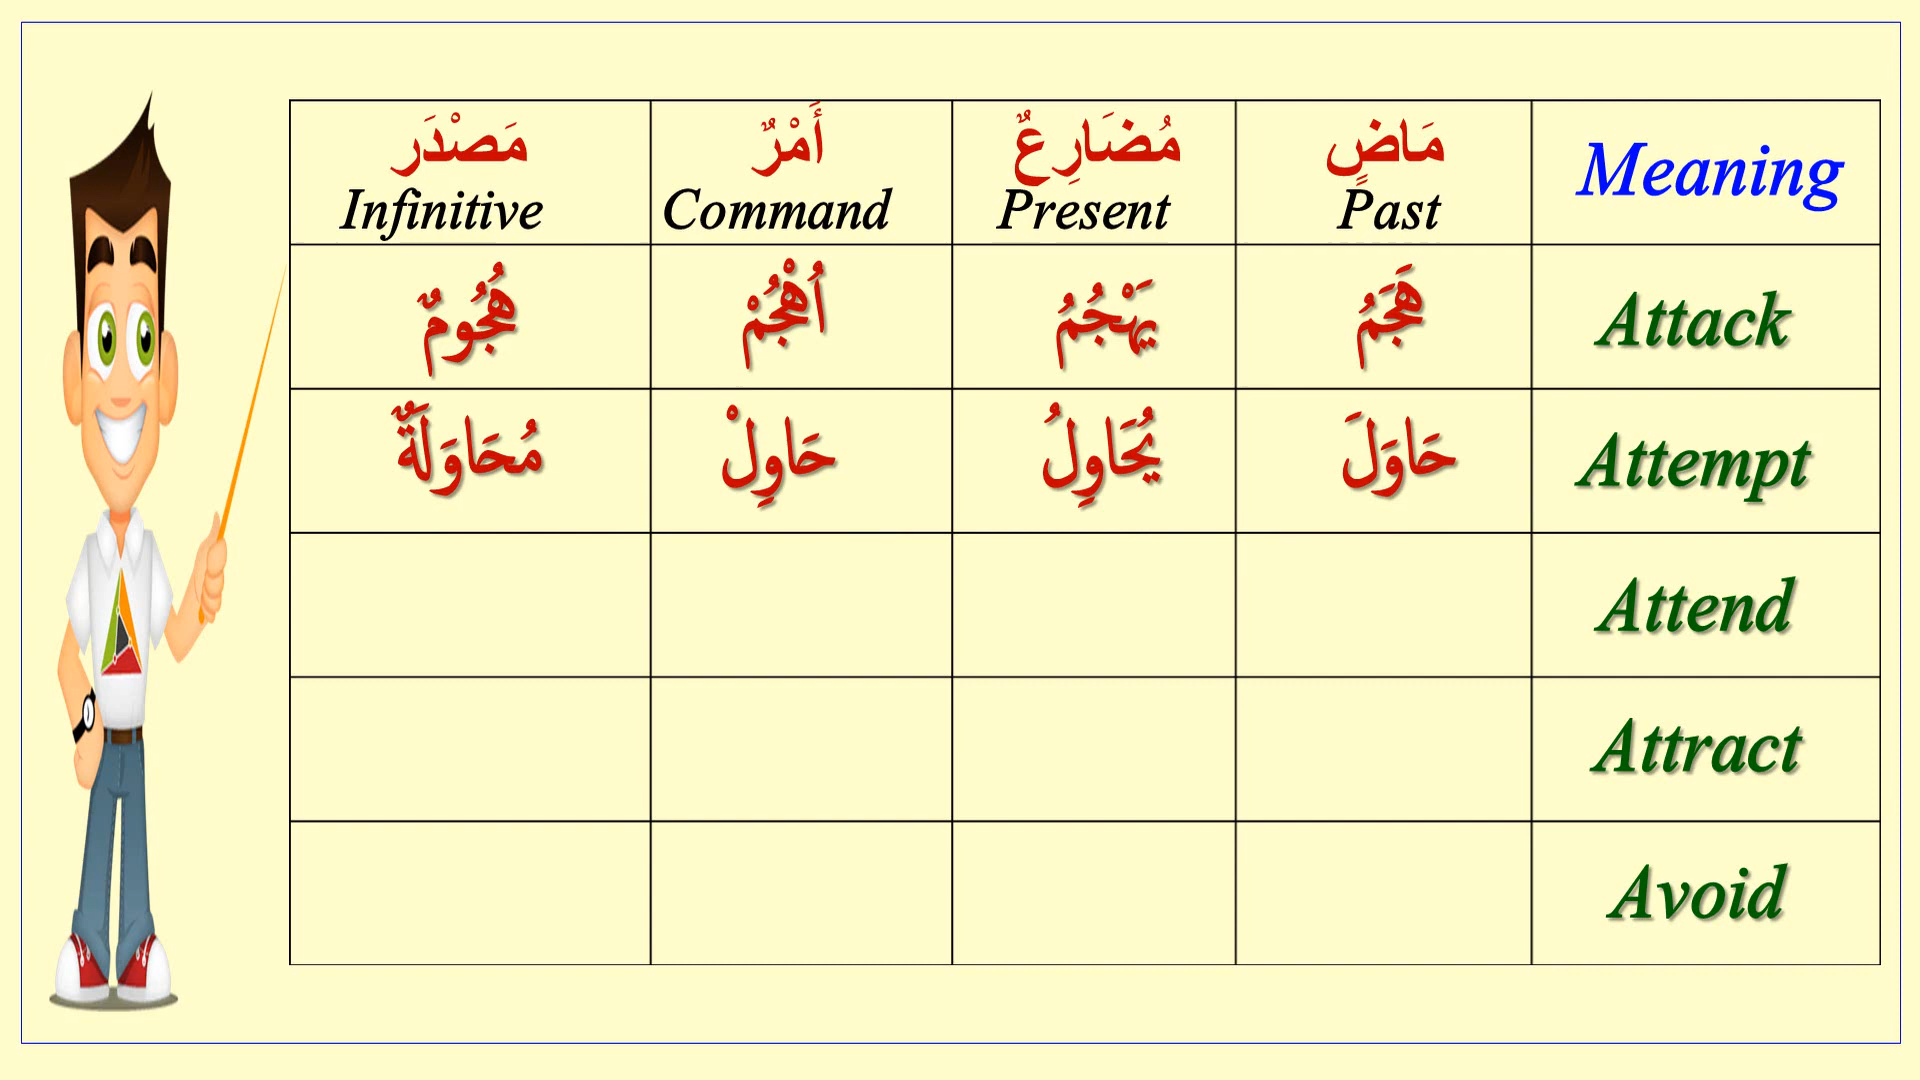 Meaning
مَاضٍ
Past
مُضَارِعٌ
Present
أَمْرٌ
Command
مَصْدَر
Infinitive
Attack
هَجَمُ
يَهْجُمُ
اُهْجُمْ
هُجُومٌ
Attempt
حَاوَلَ
يُحَاوِلُ
حَاوِلْ
مُحَاوَلَةٌ
Attend
Attract
Avoid